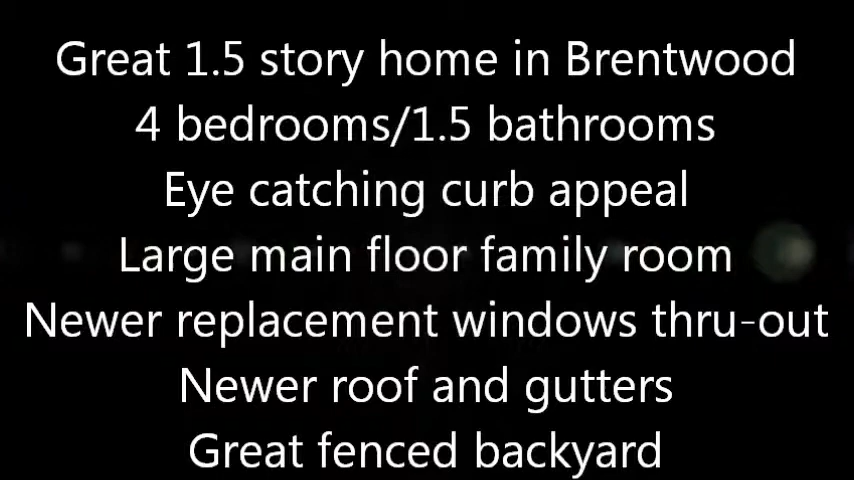 Great 1.5 story home in Brentwood
4 bedrooms/1.5 bathrooms
Eye catching curb appeal
Large main floor family room
Newer replacement windows thru-out
Newer roof and gutters
Great fenced backyard